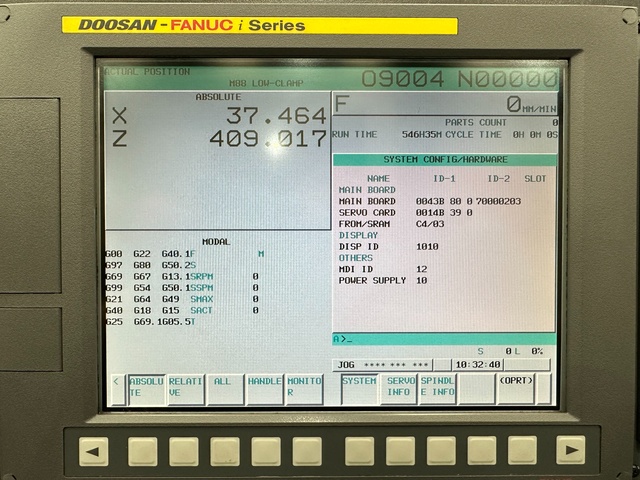 DOOSAN - FANUC i Series
ACTUAL POSITION
M88 LOW-CLAMP
O9004 N00000
ABSOLUTE
X 37.464
Z 409.017
F 0 MM/MIN
PARTS COUNT 0
RUN TIME 546H35M CYCLE TIME 0H 0M 0S
SYSTEM CONFIG/HARDWARE
NAME ID-1 ID-2 SLOT
MAIN BOARD
MAIN BOARD 0043B 80 0 70000203
SERVO CARD 0014B 39 0
FROM/SRAM C4/03
DISPLAY
DISP ID 1010
OTHERS
MDI ID 12
POWER SUPPLY 10
MODAL
G00 G22 G40.1 F M
G97 G80 G50.2 S
G69 G67 G13.1 SRPM 0
G99 G54 G50.1 SSPM 0
G21 G64 G49 SMAX 0
G40 G18 G15 SACT 0
G25 G69.1 G05.5 T
A>_
S 0 L 0%
JOG **** *** *** 10:32:40
< ABSOLUTE RELATIVE ALL HANDLE MONITOR SYSTEM SERVO INFO SPINDLE INFO (OPRT)